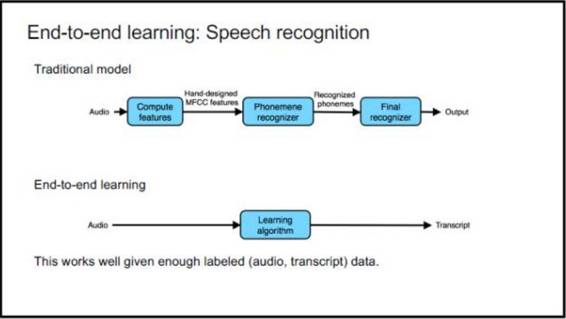 End-to-end learning: Speech recognition
Traditional model
Hand-designed
MFCC features
Recognized
phonemes
Audio
Compute
features
Phonemene
recognizer
Final
recognizer
Output
End-to-end learning
Audio
Learning
algorithm
Transcript
This works well given enough labeled (audio, transcript) data.